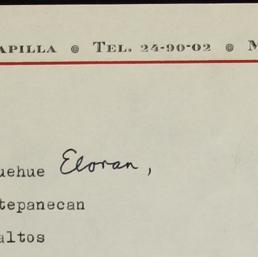 APILLA ® TEL. 24-90-02 ® M
uehue Eloran,
tepanecan
altos